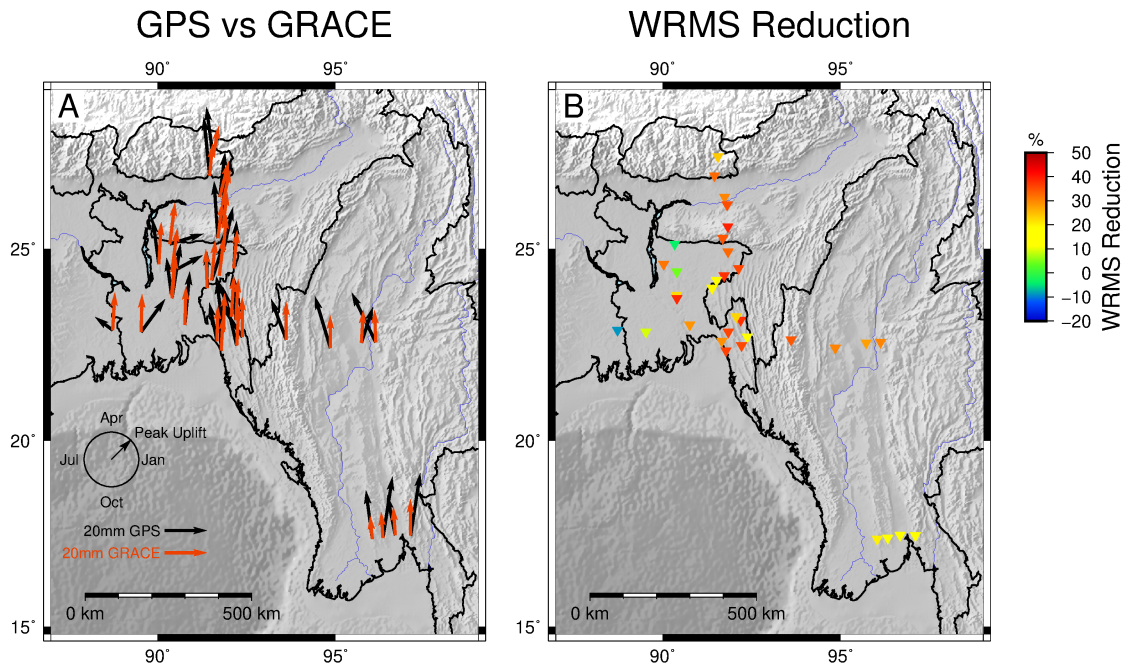 GPS vs GRACE
WRMS Reduction
90˚
95˚
90˚
95˚
A
B
25˚
20˚
15˚
25˚
20˚
15˚
Apr
Peak Uplift
Jul
Jan
Oct
20mm GPS
20mm GRACE
0 km
500 km
0 km
500 km
90˚
95˚
90˚
95˚
%
50
40
30
20
10
0
−10
−20
WRMS Reduction